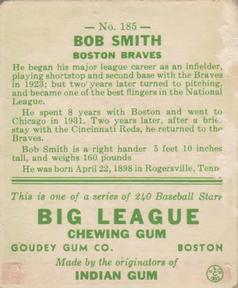 — No. 185 —
BOB SMITH
BOSTON BRAVES
He began his major league career as an infielder,
playing shortstop and second base with the Braves
in 1923; but two years later turned to pitching,
and became one of the best flingers in the National
League.
He spent 8 years with Boston and went to
Chicago in 1931. Two years later, after a brief
stay with the Cincinnati Reds, he returned to the
Braves.
Bob Smith is a right hander 5 feet 10 inches
tall, and weighs 160 pounds
He was born April 22, 1898 in Rogersville, Tenn
This is one of a series of 240 Baseball Stars
BIG LEAGUE
CHEWING GUM
GOUDEY GUM CO. BOSTON
Made by the originators of
INDIAN GUM